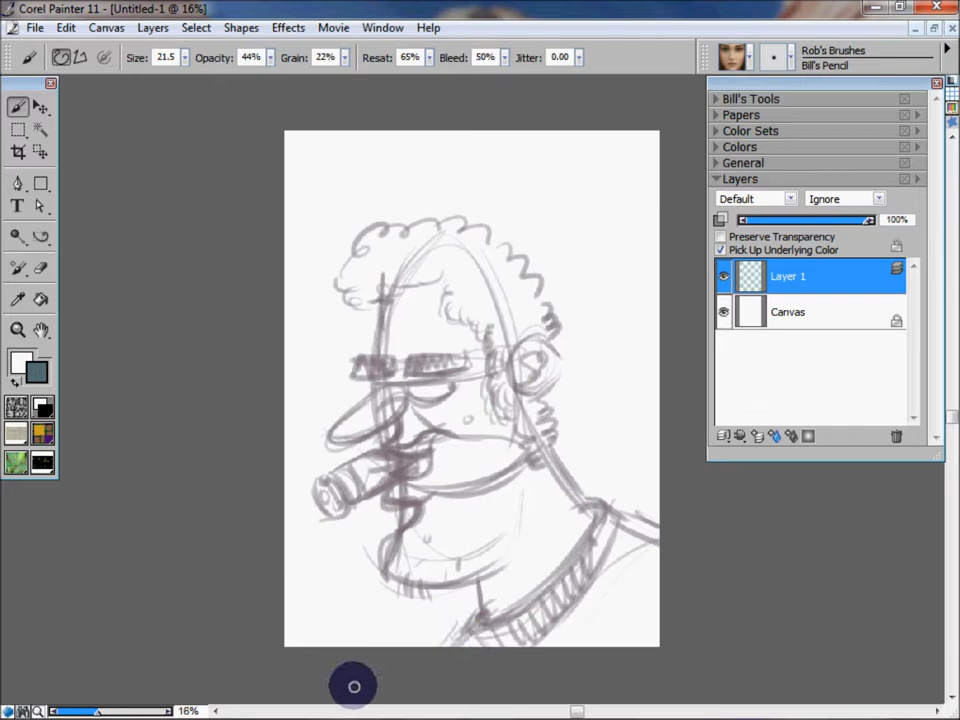 Corel Painter 11 - [Untitled-1 @ 16%]
File Edit Canvas Layers Select Shapes Effects Movie Window Help
Size: 21.5 Opacity: 44% Grain: 22% Resat: 65% Bleed: 50% Jitter: 0.00
Rob's Brushes
Bill's Pencil
Bill's Tools
Papers
Color Sets
Colors
General
Layers
Default Ignore
100%
Preserve Transparency
Pick Up Underlying Color
Layer 1
Canvas
T
16%